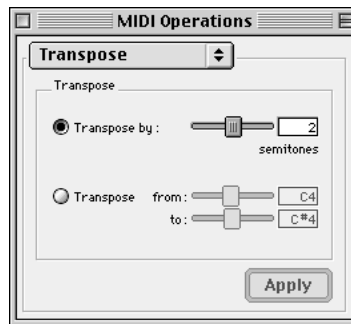 MIDI Operations
Transpose
Transpose
Transpose by: 2
semitones
Transpose from: C4
to: C#4
Apply